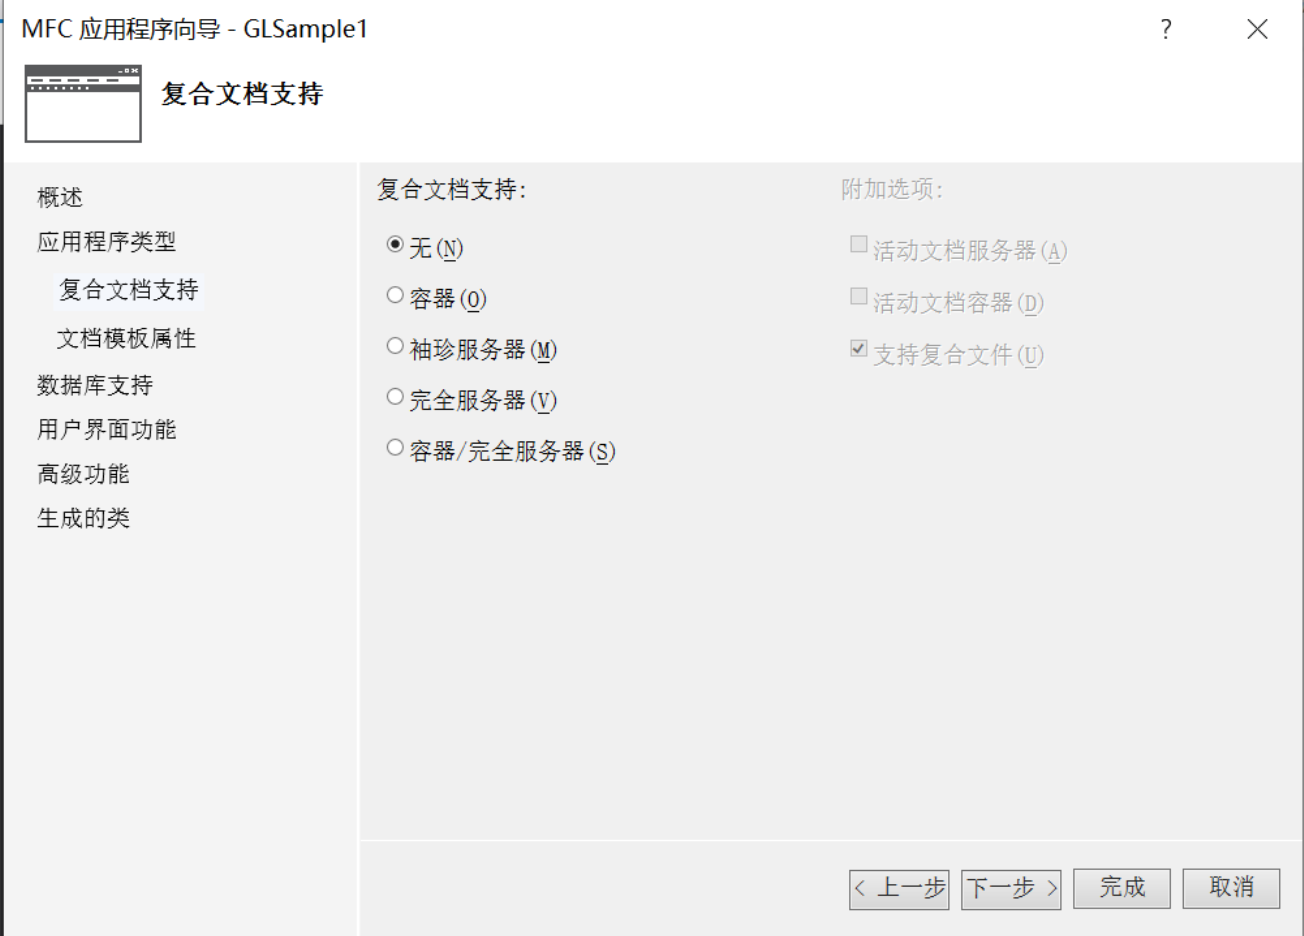 MFC 应用程序向导 - GLSample1
?
复合文档支持
概述
应用程序类型
复合文档支持
文档模板属性
数据库支持
用户界面功能
高级功能
生成的类
复合文档支持:
无(N)
容器(O)
袖珍服务器(M)
完全服务器(V)
容器/完全服务器(S)
附加选项:
活动文档服务器(A)
活动文档容器(D)
支持复合文件(U)
< 上一步
下一步 >
完成
取消